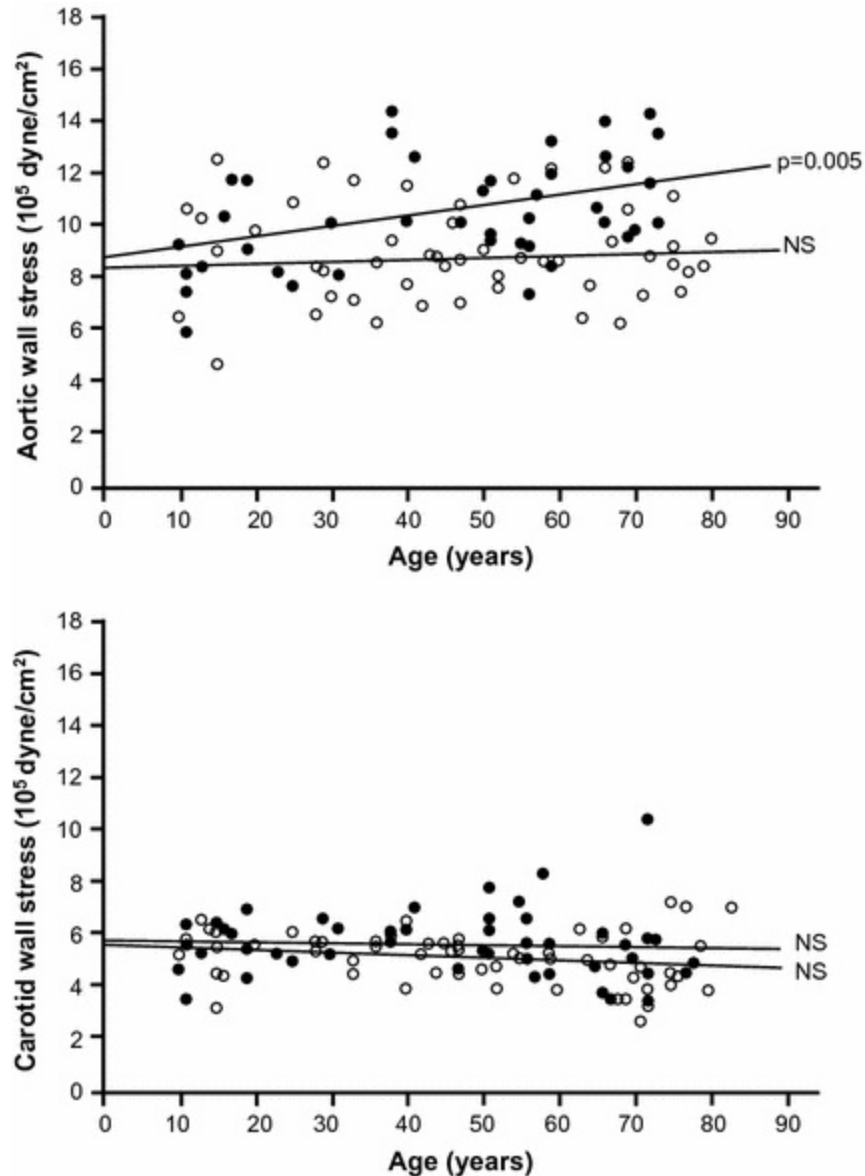 Aortic wall stress (10⁵ dyne/cm²)
18
16
14
12
10
8
6
4
2
0
p=0.005
NS
0 10 20 30 40 50 60 70 80 90
Age (years)
Carotid wall stress (10⁵ dyne/cm²)
18
16
14
12
10
8
6
4
2
0
NS
NS
0 10 20 30 40 50 60 70 80 90
Age (years)